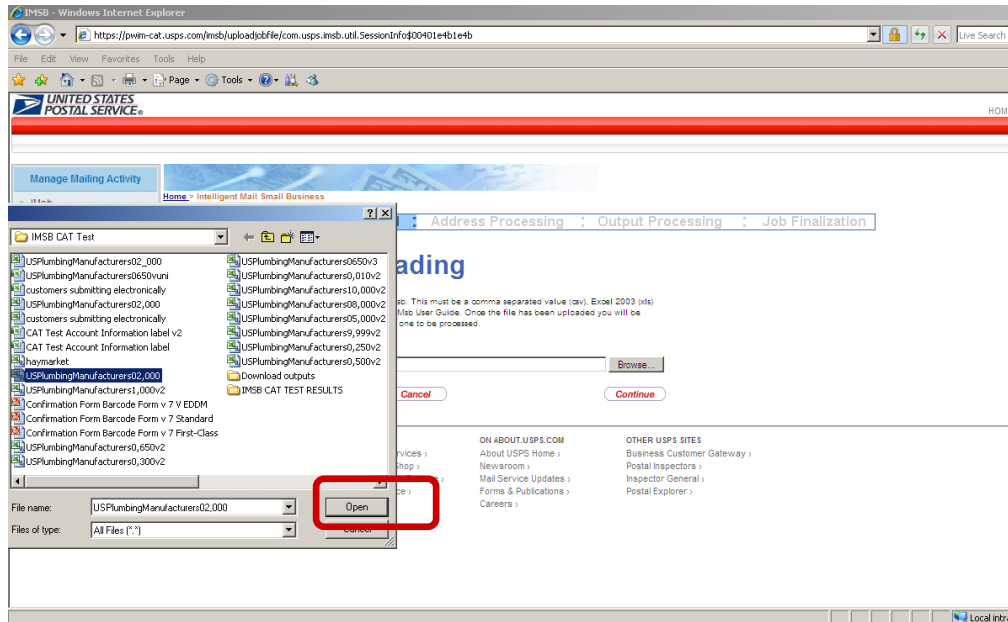 IMSB - Windows Internet Explorer
https://pwim-cat.usps.com/imsb/uploadjobfile/com.usps.imsb.util.SessionInfo$00401e4b1e4b
Live Search
File Edit View Favorites Tools Help
Page Tools
UNITED STATES
POSTAL SERVICE®
HOM
Manage Mailing Activity
Home > Intelligent Mail Small Business
Address Processing : Output Processing : Job Finalization
IMSB CAT Test
ading
sb. This must be a comma separated value (csv), Excel 2003 (xls)
Msb User Guide. Once the file has been uploaded you will be
one to be processed.
USPlumbingManufacturers02_000
USPlumbingManufacturers0650vuni
customers submitting electronically
USPlumbingManufacturers02,000
customers submitting electronically
CAT Test Account Information label v2
CAT Test Account Information label
haymarket
USPlumbingManufacturers02,000
USPlumbingManufacturers1,000v2
Confirmation Form Barcode Form v 7 V EDDM
Confirmation Form Barcode Form v 7 Standard
Confirmation Form Barcode Form v 7 First-Class
USPlumbingManufacturers0,650v2
USPlumbingManufacturers0,300v2
USPlumbingManufacturers0650v3
USPlumbingManufacturers0,010v2
USPlumbingManufacturers10,000v2
USPlumbingManufacturers08,000v2
USPlumbingManufacturers05,000v2
USPlumbingManufacturers9,999v2
USPlumbingManufacturers0,250v2
USPlumbingManufacturers0,500v2
Download outputs
IMSB CAT TEST RESULTS
Browse...
Cancel
Continue
File name: USPlumbingManufacturers02,000 Open
Files of type: All Files (*.*) Cancel
rvices ›
hop ›
ce ›
ON ABOUT.USPS.COM
About USPS Home ›
Newsroom ›
Mail Service Updates ›
Forms & Publications ›
Careers ›
OTHER USPS SITES
Business Customer Gateway ›
Postal Inspectors ›
Inspector General ›
Postal Explorer ›
Local intra